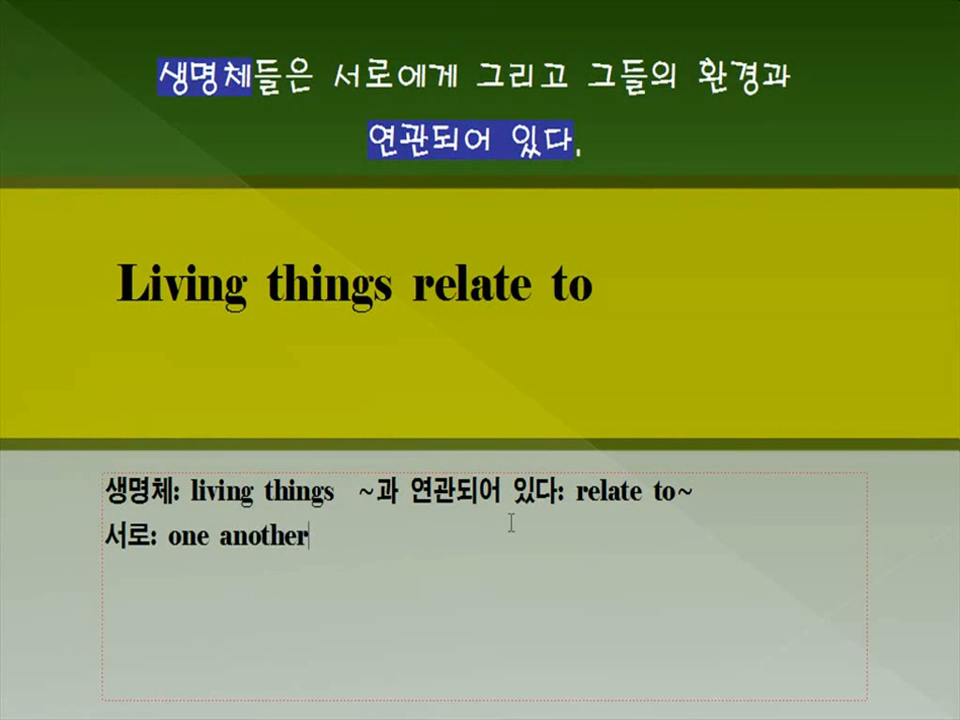 생명체들은 서로에게 그리고 그들의 환경과
연관되어 있다.
Living things relate to
생명체: living things ~과 연관되어 있다: relate to~
서로: one another